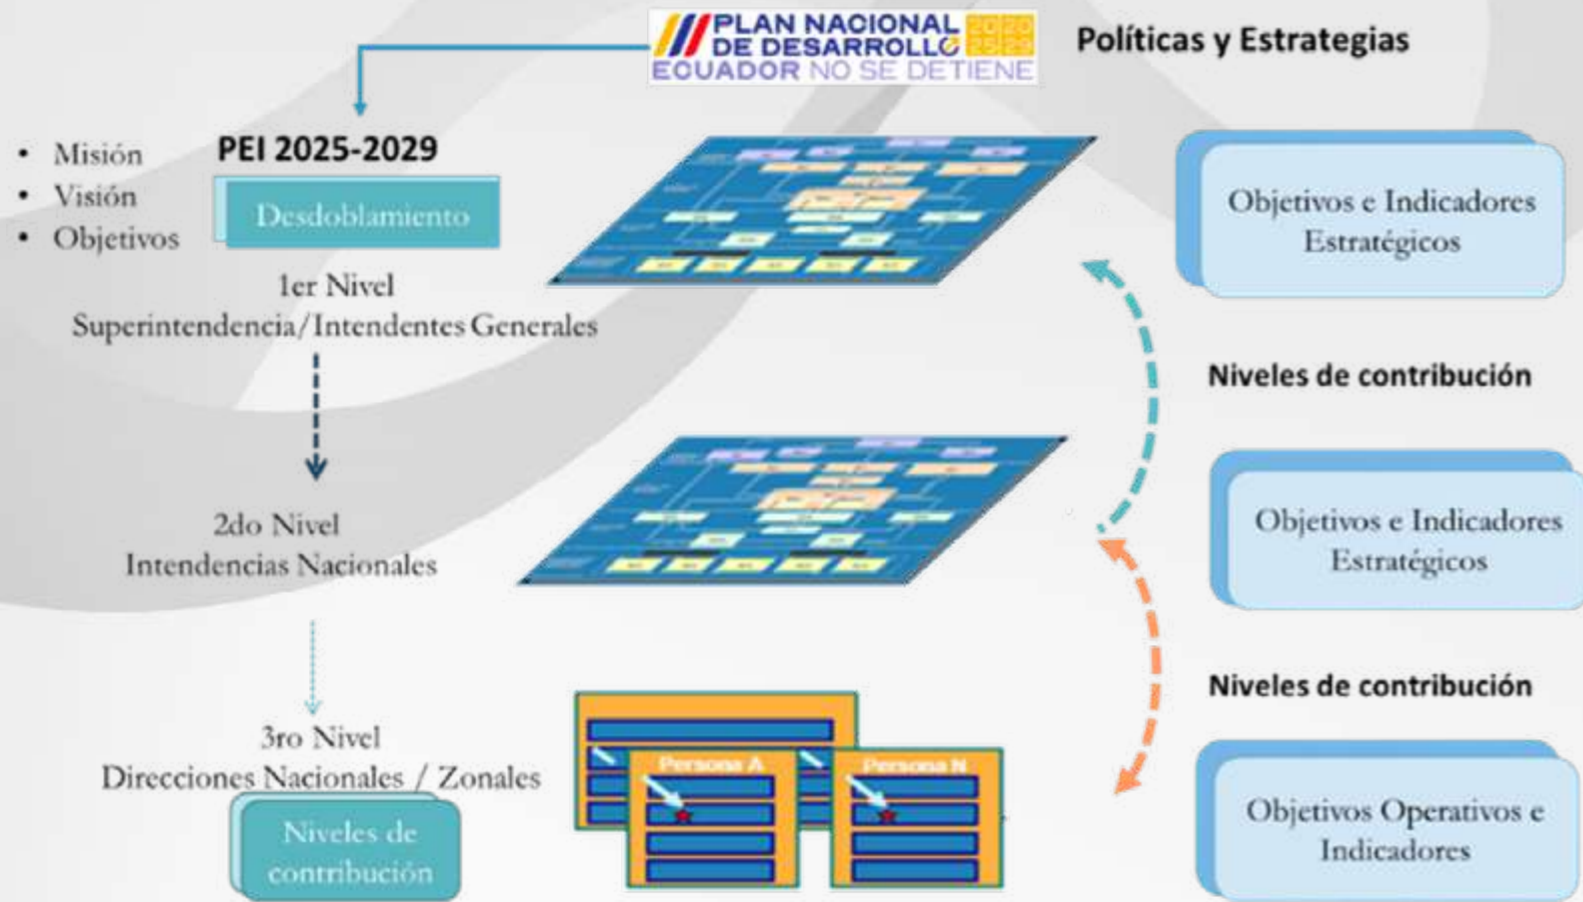 PLAN NACIONAL
DE DESARROLLO
2025 2029
ECUADOR NO SE DETIENE
Políticas y Estrategias
• Misión
• Visión
• Objetivos
PEI 2025-2029
Desdoblamiento
1er Nivel
Superintendencia/Intendentes Generales
Objetivos e Indicadores
Estratégicos
Niveles de contribución
2do Nivel
Intendencias Nacionales
Objetivos e Indicadores
Estratégicos
Niveles de contribución
3ro Nivel
Direcciones Nacionales / Zonales
Niveles de
contribución
Persona A
Persona N
Objetivos Operativos e
Indicadores